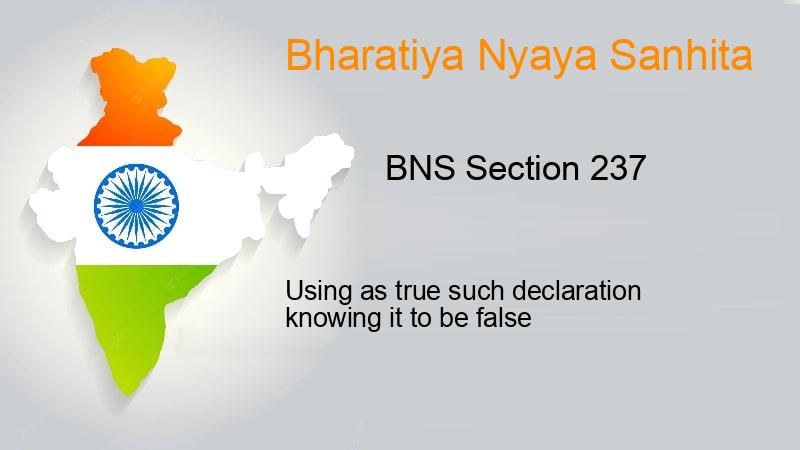 Bharatiya Nyaya Sanhita
BNS Section 237
Using as true such declaration
knowing it to be false